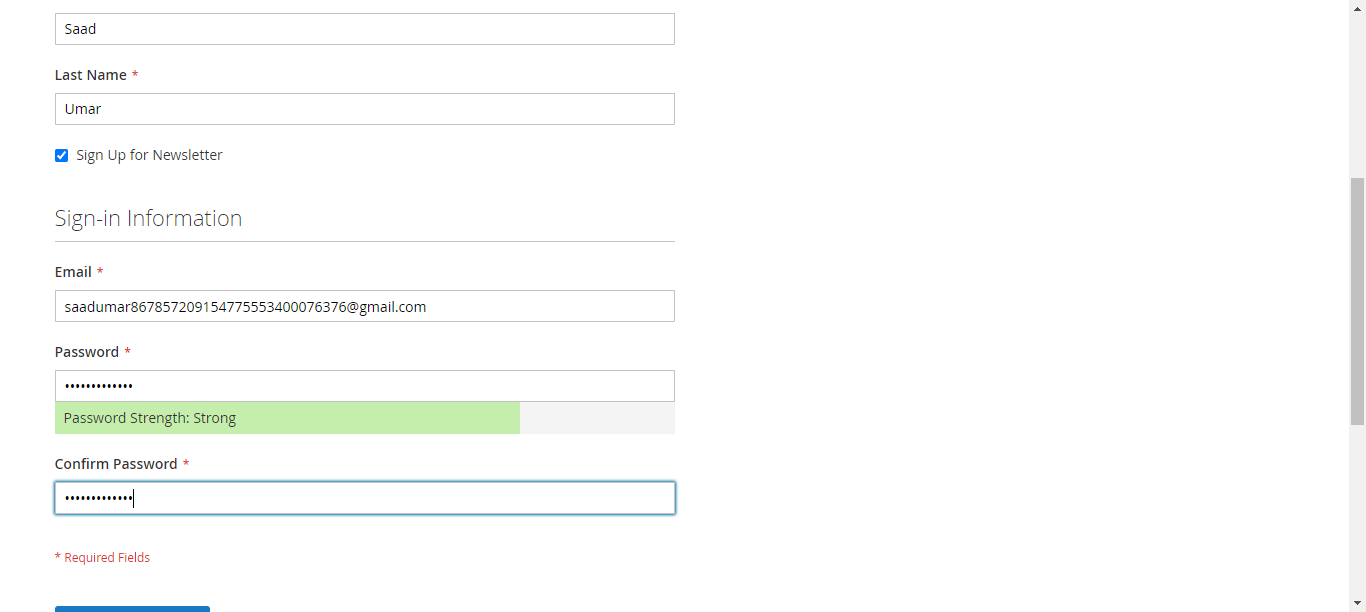 Saad
Last Name *
Umar
Sign Up for Newsletter
Sign-in Information
Email *
saadumar867857209154775553400076376@gmail.com
Password *
•••••••••••••
Password Strength: Strong
Confirm Password *
•••••••••••••
* Required Fields